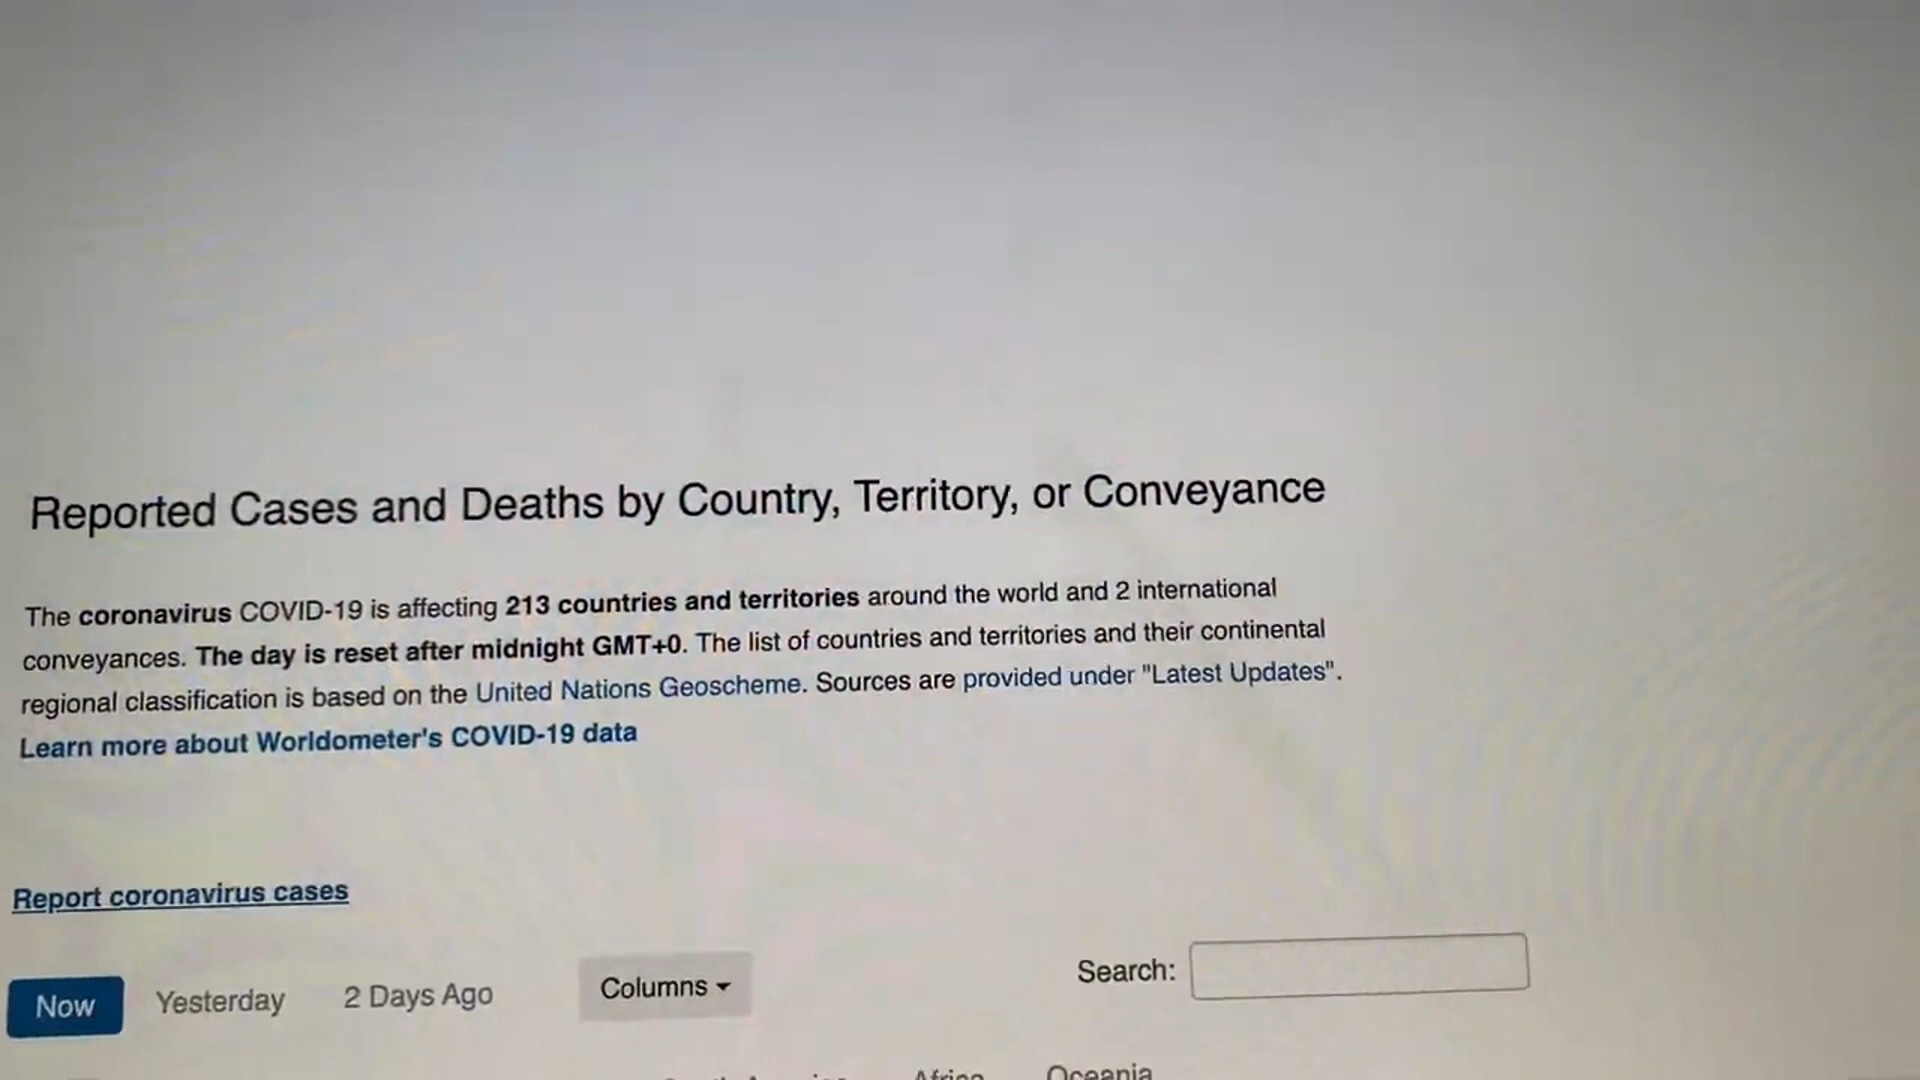 Reported Cases and Deaths by Country, Territory, or Conveyance
The coronavirus COVID-19 is affecting 213 countries and territories around the world and 2 international
conveyances. The day is reset after midnight GMT+0. The list of countries and territories and their continental
regional classification is based on the United Nations Geoscheme. Sources are provided under "Latest Updates".
Learn more about Worldometer's COVID-19 data
Report coronavirus cases
Now Yesterday 2 Days Ago Columns Search:
Africa Oceania